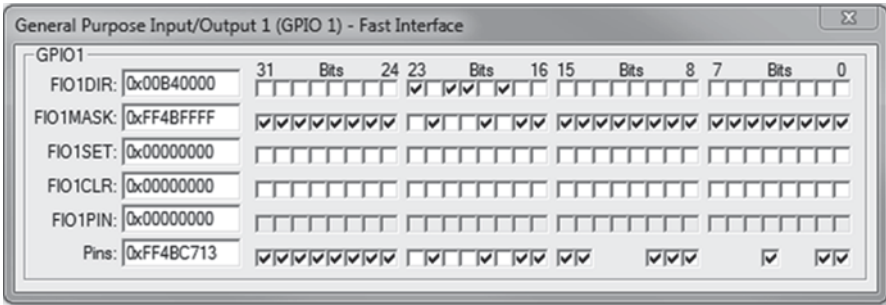 General Purpose Input/Output 1 (GPIO 1) - Fast Interface
GPIO1
31 Bits 24 23 Bits 16 15 Bits 8 7 Bits 0
FIO1DIR: 0x00B40000
FIO1MASK: 0xFF4BFFFF
FIO1SET: 0x00000000
FIO1CLR: 0x00000000
FIO1PIN: 0x00000000
Pins: 0xFF4BC713